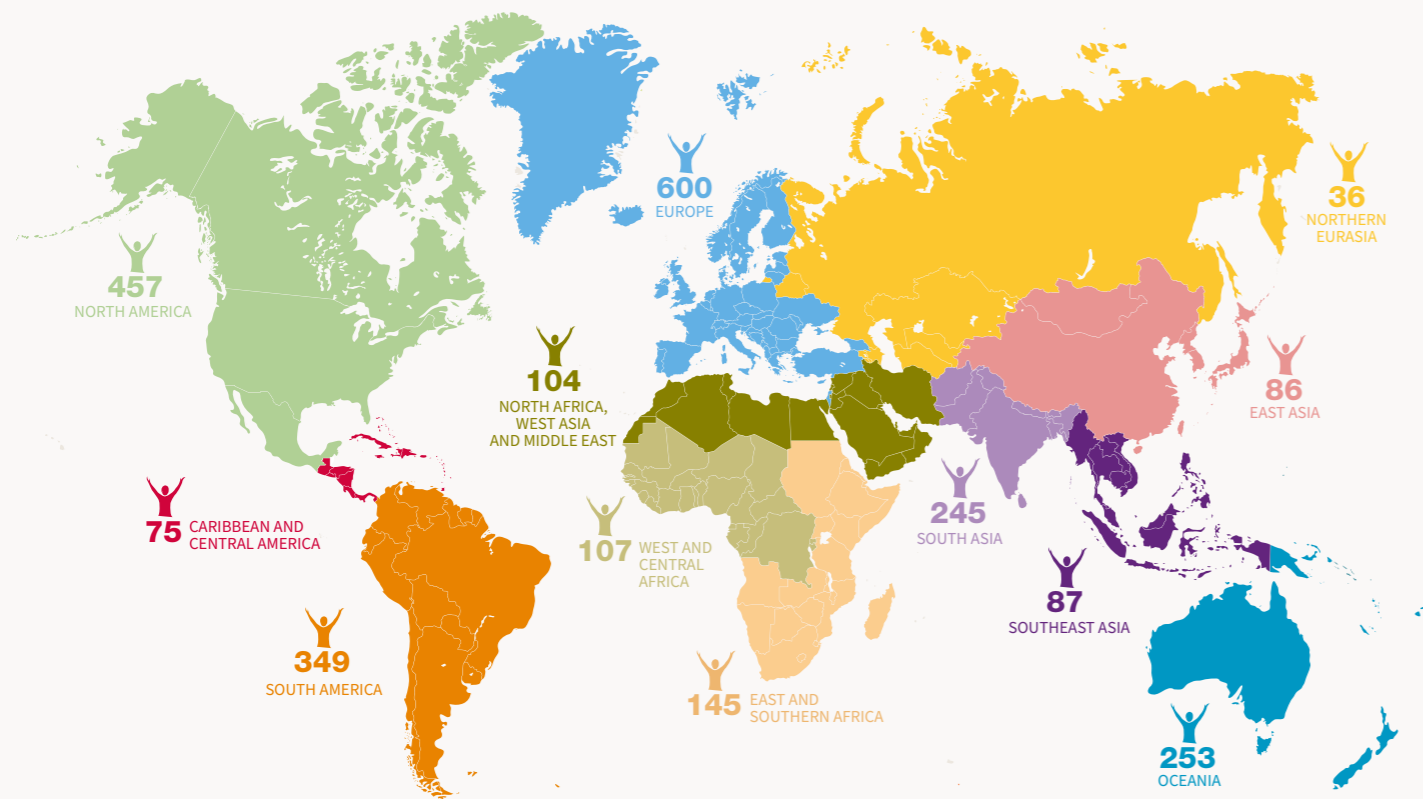 600
EUROPE
36
NORTHERN
EURASIA
457
NORTH AMERICA
104
NORTH AFRICA,
WEST ASIA
AND MIDDLE EAST
86
EAST ASIA
75
CARIBBEAN AND
CENTRAL AMERICA
107
WEST AND
CENTRAL
AFRICA
245
SOUTH ASIA
87
SOUTHEAST ASIA
349
SOUTH AMERICA
145
EAST AND
SOUTHERN AFRICA
253
OCEANIA